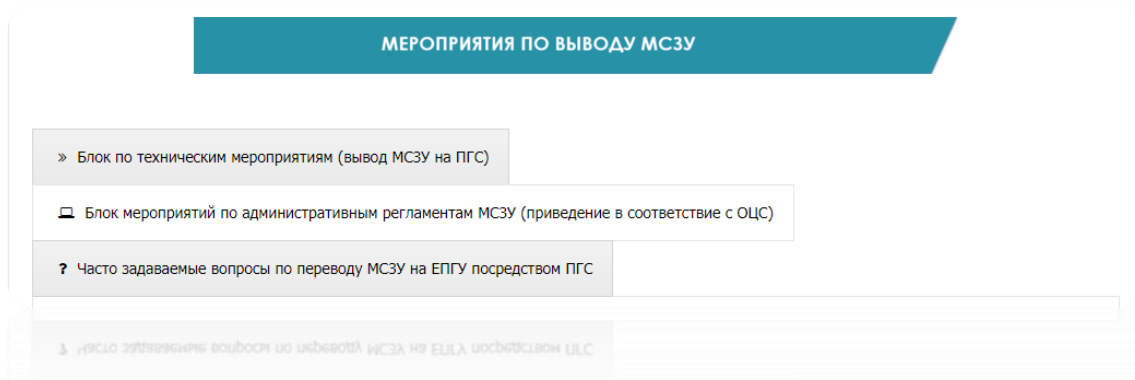 МЕРОПРИЯТИЯ ПО ВЫВОДУ МСЗУ
» Блок по техническим мероприятиям (вывод МСЗУ на ПГС)
Блок мероприятий по административным регламентам МСЗУ (приведение в соответствие с ОЦС)
? Часто задаваемые вопросы по переводу МСЗУ на ЕПГУ посредством ПГС